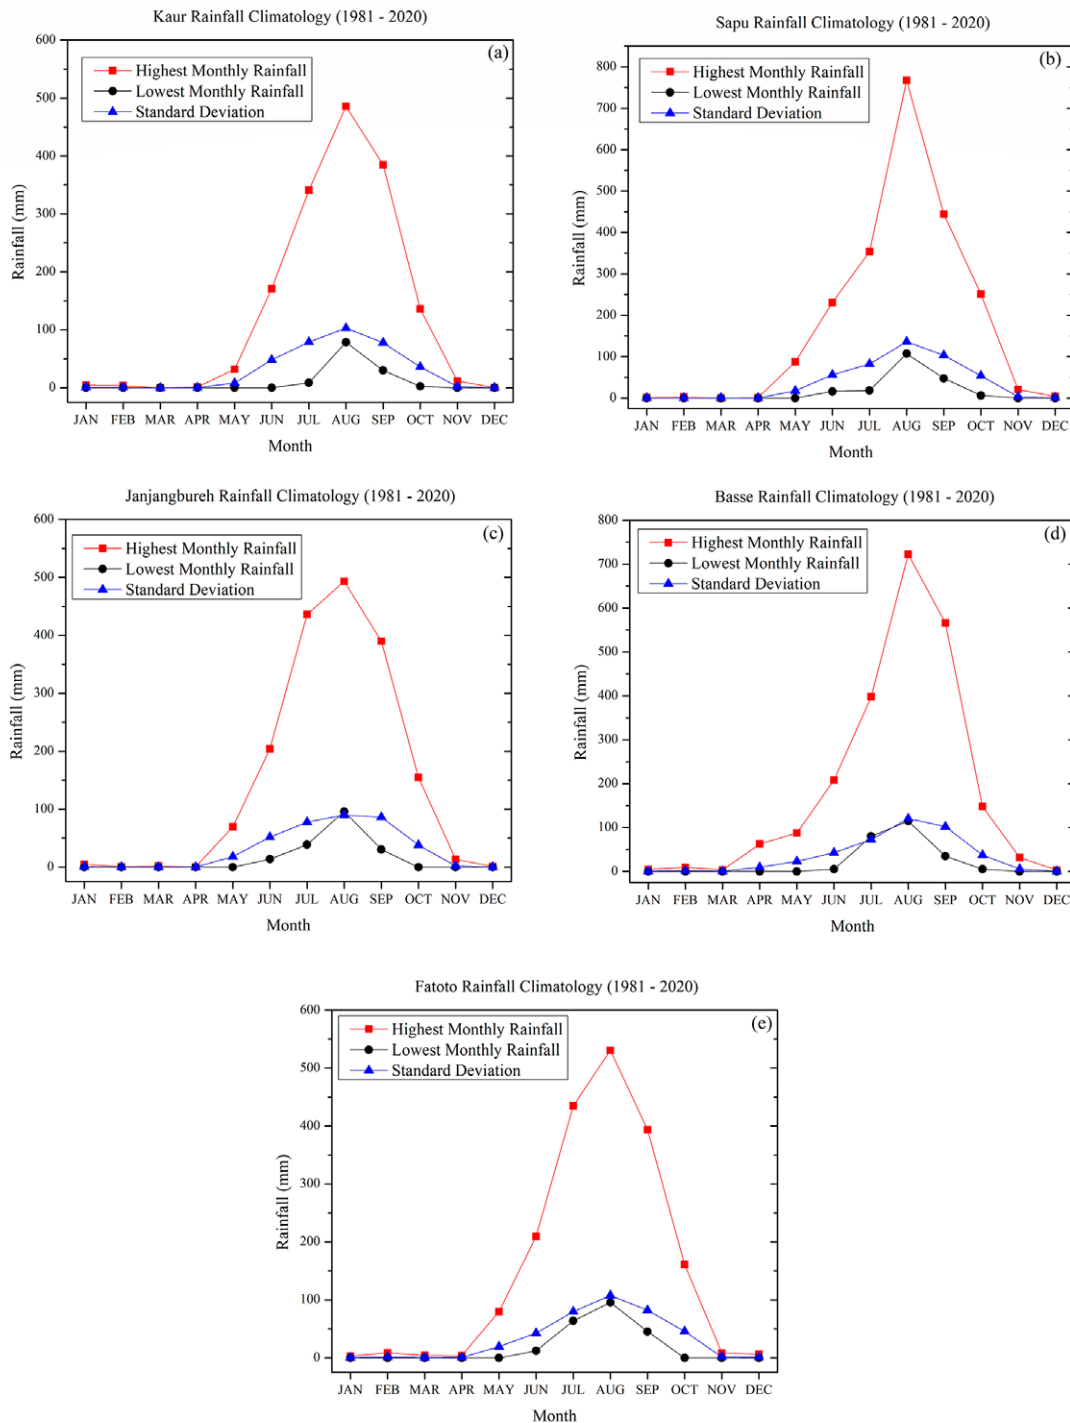 Kaur Rainfall Climatology (1981 - 2020)
(a)
Highest Monthly Rainfall
Lowest Monthly Rainfall
Standard Deviation
600
500
400
300
200
100
0
Rainfall (mm)
JAN FEB MAR APR MAY JUN JUL AUG SEP OCT NOV DEC
Month
Sapu Rainfall Climatology (1981 - 2020)
(b)
Highest Monthly Rainfall
Lowest Monthly Rainfall
Standard Deviation
800
700
600
500
400
300
200
100
0
Rainfall (mm)
JAN FEB MAR APR MAY JUN JUL AUG SEP OCT NOV DEC
Month
Janjangbureh Rainfall Climatology (1981 - 2020)
(c)
Highest Monthly Rainfall
Lowest Monthly Rainfall
Standard Deviation
600
500
400
300
200
100
0
Rainfall (mm)
JAN FEB MAR APR MAY JUN JUL AUG SEP OCT NOV DEC
Month
Basse Rainfall Climatology (1981 - 2020)
(d)
Highest Monthly Rainfall
Lowest Monthly Rainfall
Standard Deviation
800
700
600
500
400
300
200
100
0
Rainfall (mm)
JAN FEB MAR APR MAY JUN JUL AUG SEP OCT NOV DEC
Month
Fatoto Rainfall Climatology (1981 - 2020)
(e)
Highest Monthly Rainfall
Lowest Monthly Rainfall
Standard Deviation
600
500
400
300
200
100
0
Rainfall (mm)
JAN FEB MAR APR MAY JUN JUL AUG SEP OCT NOV DEC
Month